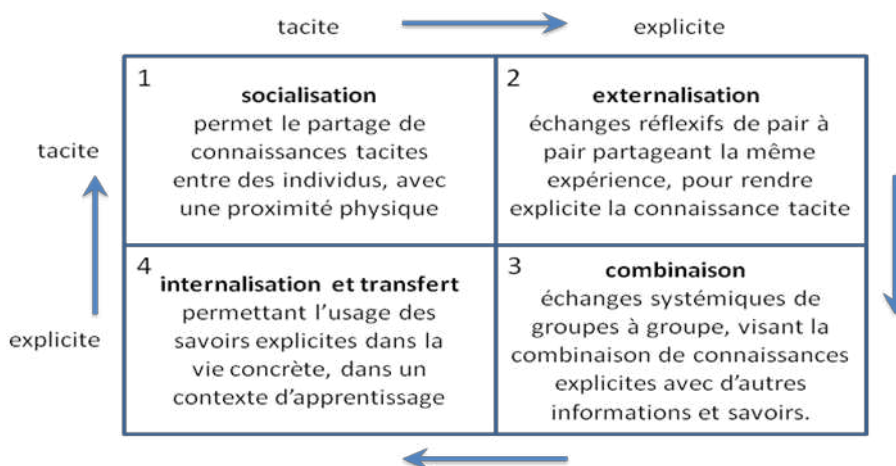 tacite
explicite
1
socialisation
permet le partage de
connaissances tacites
entre des individus, avec
une proximité physique
2
externalisation
échanges réflexifs de pair à
pair partageant la même
expérience, pour rendre
explicite la connaissance tacite
tacite
4
internalisation et transfert
permettant l'usage des
savoirs explicites dans la
vie concrète, dans un
contexte d'apprentissage
3
combinaison
échanges systémiques de
groupes à groupe, visant la
combinaison de connaissances
explicites avec d'autres
informations et savoirs.
explicite